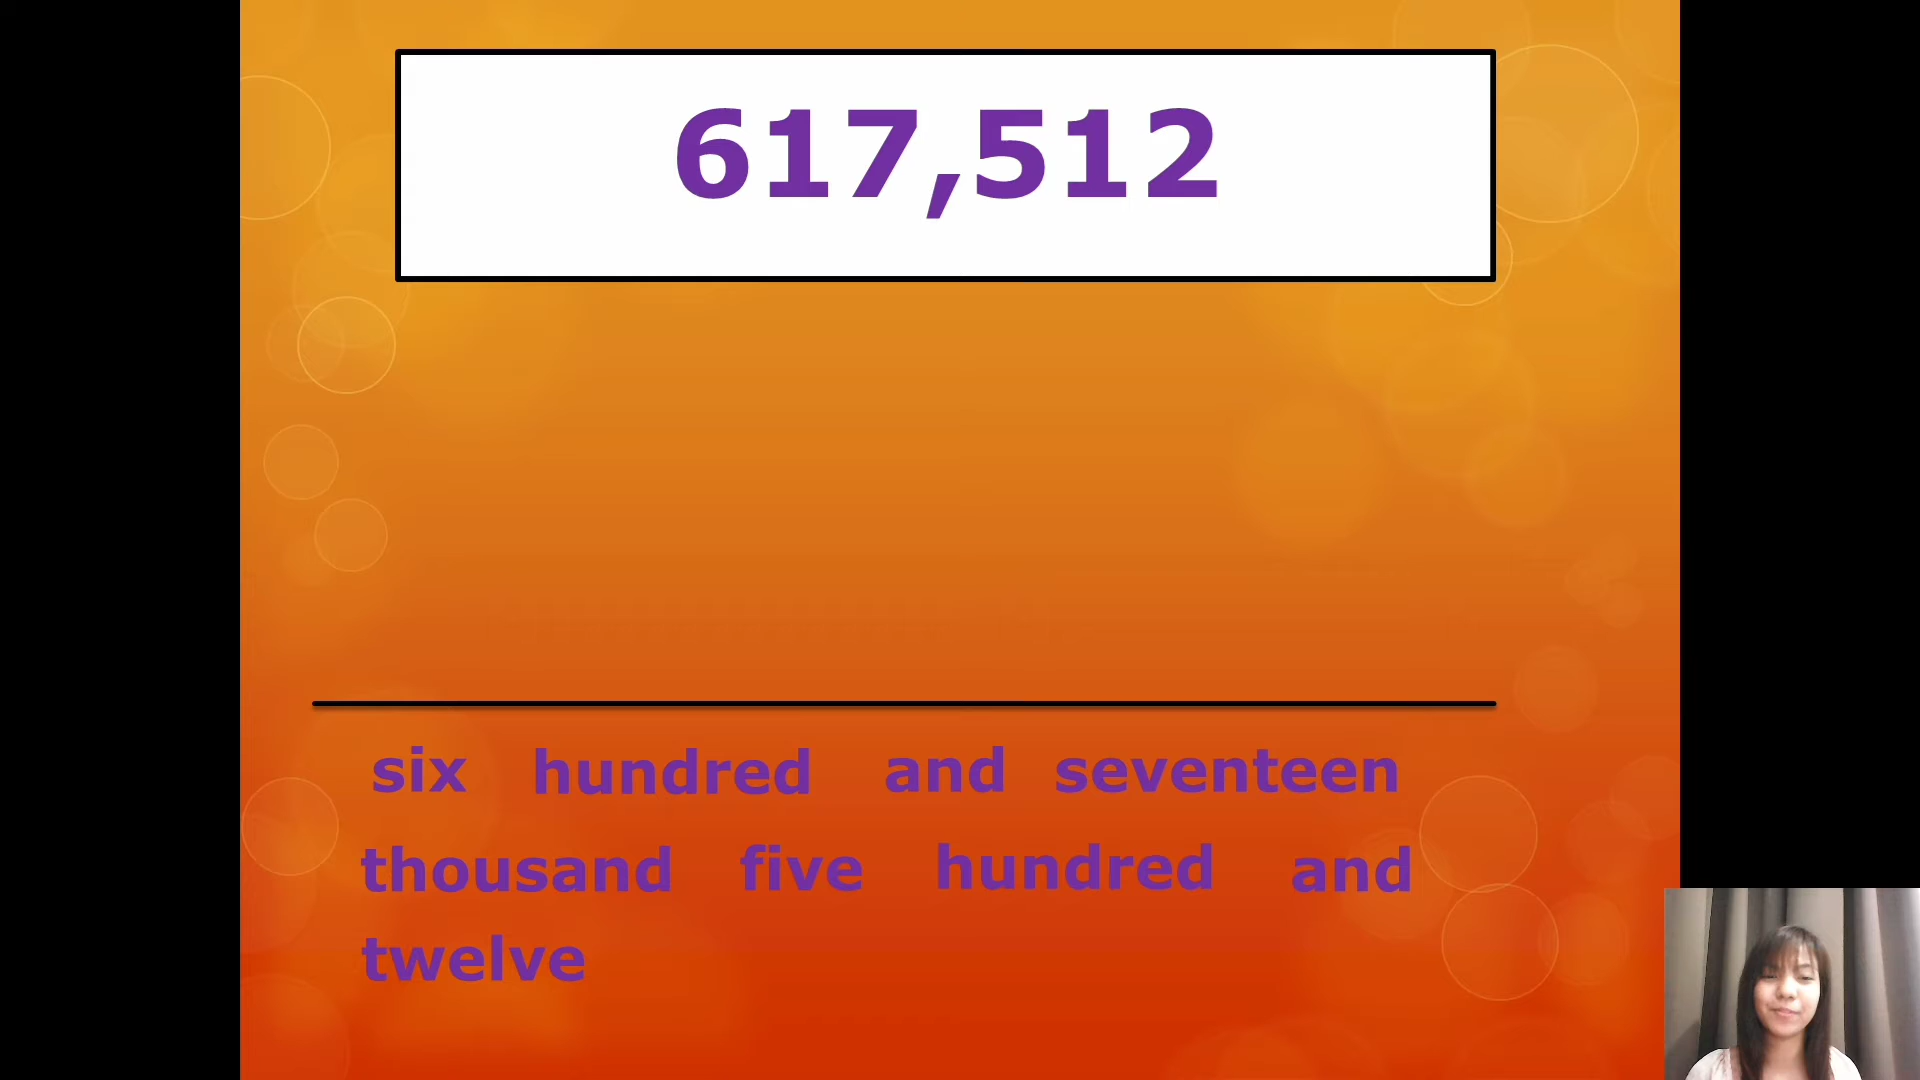 617,512
six hundred and seventeen
thousand five hundred and
twelve